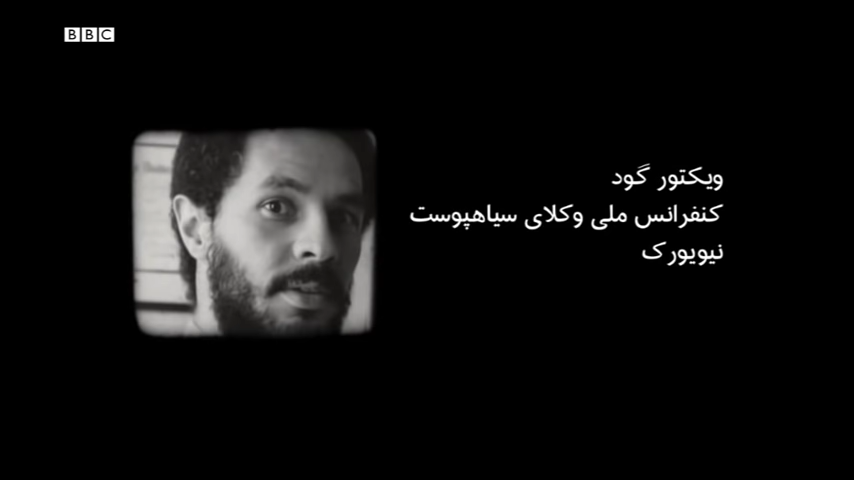 BBC
ویکتور گود
کنفرانس ملی وکلای سیاهپوست
نیویورک